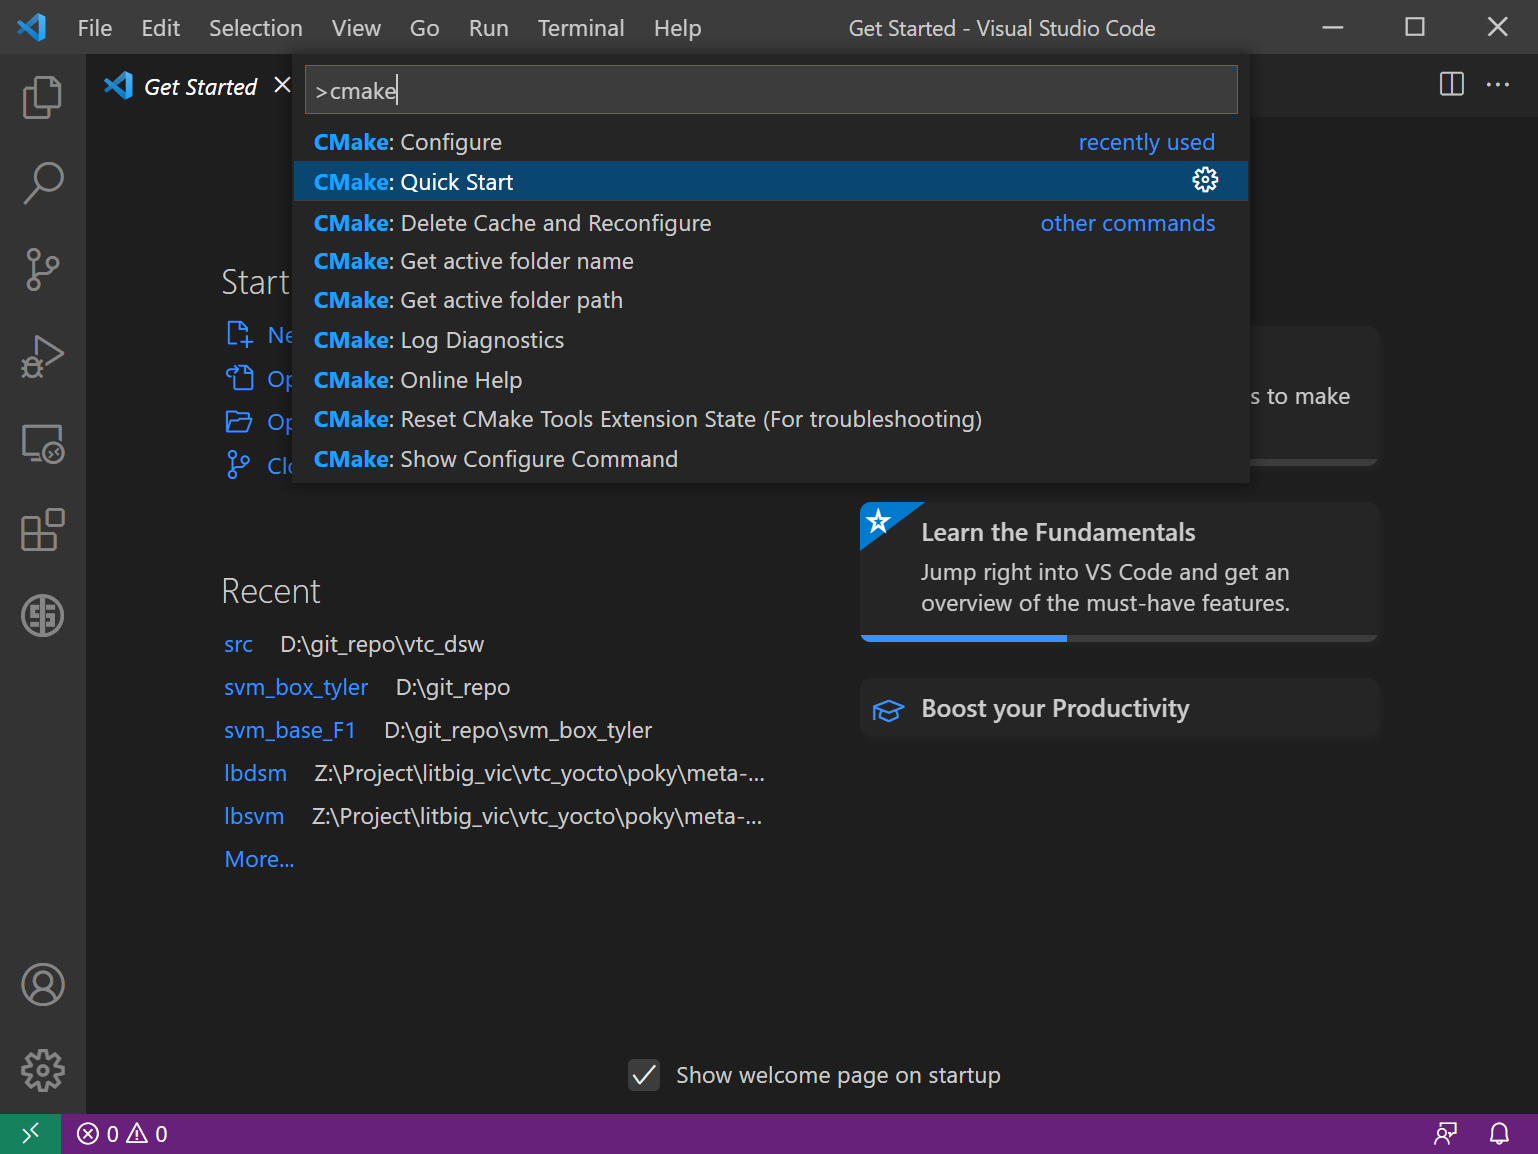 File Edit Selection View Go Run Terminal Help Get Started - Visual Studio Code
Get Started
>cmake
CMake: Configure recently used
CMake: Quick Start
CMake: Delete Cache and Reconfigure other commands
CMake: Get active folder name
CMake: Get active folder path
CMake: Log Diagnostics
CMake: Online Help
CMake: Reset CMake Tools Extension State (For troubleshooting)
CMake: Show Configure Command
Start
Ne
Op
Op
Clo
s to make
Learn the Fundamentals
Jump right into VS Code and get an
overview of the must-have features.
Boost your Productivity
Recent
src D:\git_repo\vtc_dsw
svm_box_tyler D:\git_repo
svm_base_F1 D:\git_repo\svm_box_tyler
lbdsm Z:\Project\litbig_vic\vtc_yocto\poky\meta-...
lbsvm Z:\Project\litbig_vic\vtc_yocto\poky\meta-...
More...
Show welcome page on startup
0 0